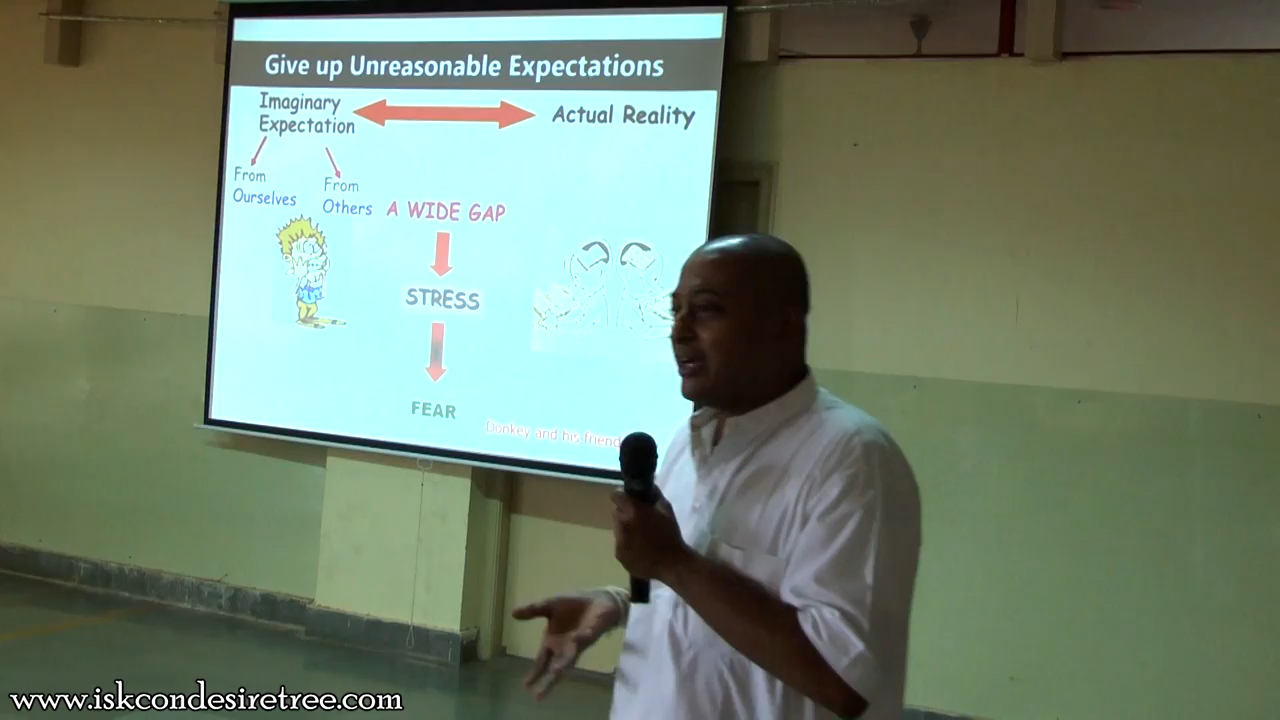 Give up Unreasonable Expectations
Imaginary
Expectation
Actual Reality
From
Ourselves
From
Others
A WIDE GAP
STRESS
FEAR
Donkey and his friend
www.iskcondesiretree.com